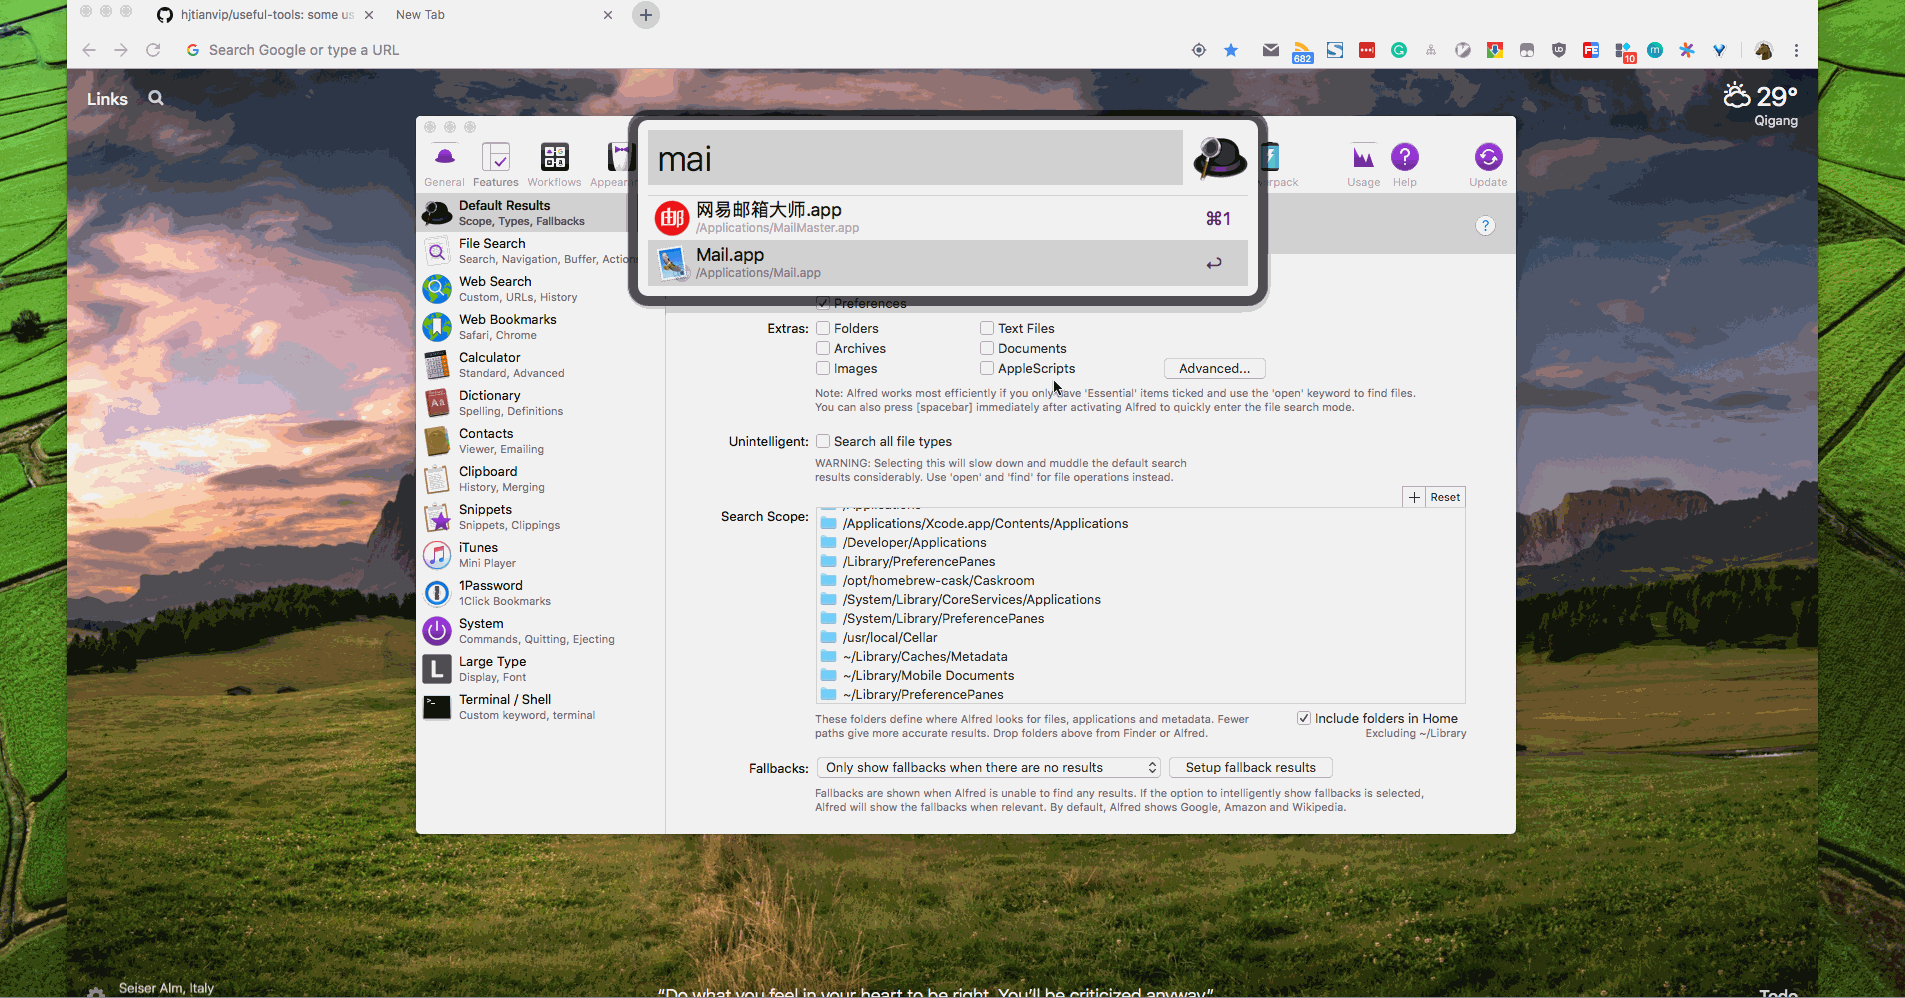 hjtianvip/useful-tools: some us
New Tab
Search Google or type a URL
682
10
Links
29°
Qigang
General
Features
Workflows
Usage
Help
Update
mai
网易邮箱大师.app
/Applications/MailMaster.app
⌘1
Mail.app
/Applications/Mail.app
Default Results
Scope, Types, Fallbacks
File Search
Search, Navigation, Buffer, Action
Web Search
Custom, URLs, History
Web Bookmarks
Safari, Chrome
Calculator
Standard, Advanced
Dictionary
Spelling, Definitions
Contacts
Viewer, Emailing
Clipboard
History, Merging
Snippets
Snippets, Clippings
iTunes
Mini Player
1Password
1Click Bookmarks
System
Commands, Quitting, Ejecting
Large Type
Display, Font
Terminal / Shell
Custom keyword, terminal
Preferences
Extras:
Folders
Text Files
Archives
Documents
Images
AppleScripts
Advanced...
Note: Alfred works most efficiently if you only have 'Essential' items ticked and use the 'open' keyword to find files.
You can also press [spacebar] immediately after activating Alfred to quickly enter the file search mode.
Unintelligent:
Search all file types
WARNING: Selecting this will slow down and muddle the default search
results considerably. Use 'open' and 'find' for file operations instead.
Reset
Search Scope:
/Applications
/Applications/Xcode.app/Contents/Applications
/Developer/Applications
/Library/PreferencePanes
/opt/homebrew-cask/Caskroom
/System/Library/CoreServices/Applications
/System/Library/PreferencePanes
/usr/local/Cellar
~/Library/Caches/Metadata
~/Library/Mobile Documents
~/Library/PreferencePanes
These folders define where Alfred looks for files, applications and metadata. Fewer
paths give more accurate results. Drop folders above from Finder or Alfred.
Include folders in Home
Excluding ~/Library
Fallbacks:
Only show fallbacks when there are no results
Setup fallback results
Fallbacks are shown when Alfred is unable to find any results. If the option to intelligently show fallbacks is selected,
Alfred will show the fallbacks when relevant. By default, Alfred shows Google, Amazon and Wikipedia.
Seiser Alm, Italy
“Do what you feel in your heart to be right. You'll be criticized anyway.”
Todo